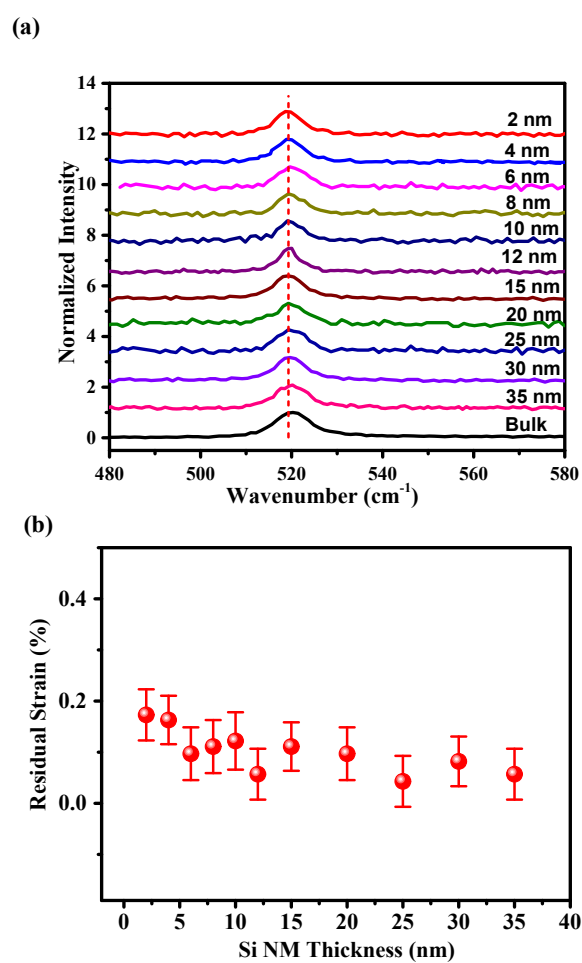 (a)
14
12
10
8
6
4
2
0
Normalized Intensity
2 nm
4 nm
6 nm
8 nm
10 nm
12 nm
15 nm
20 nm
25 nm
30 nm
35 nm
Bulk
480 500 520 540 560 580
Wavenumber (cm⁻¹)
(b)
0.4
0.2
0.0
Residual Strain (%)
0 5 10 15 20 25 30 35 40
Si NM Thickness (nm)